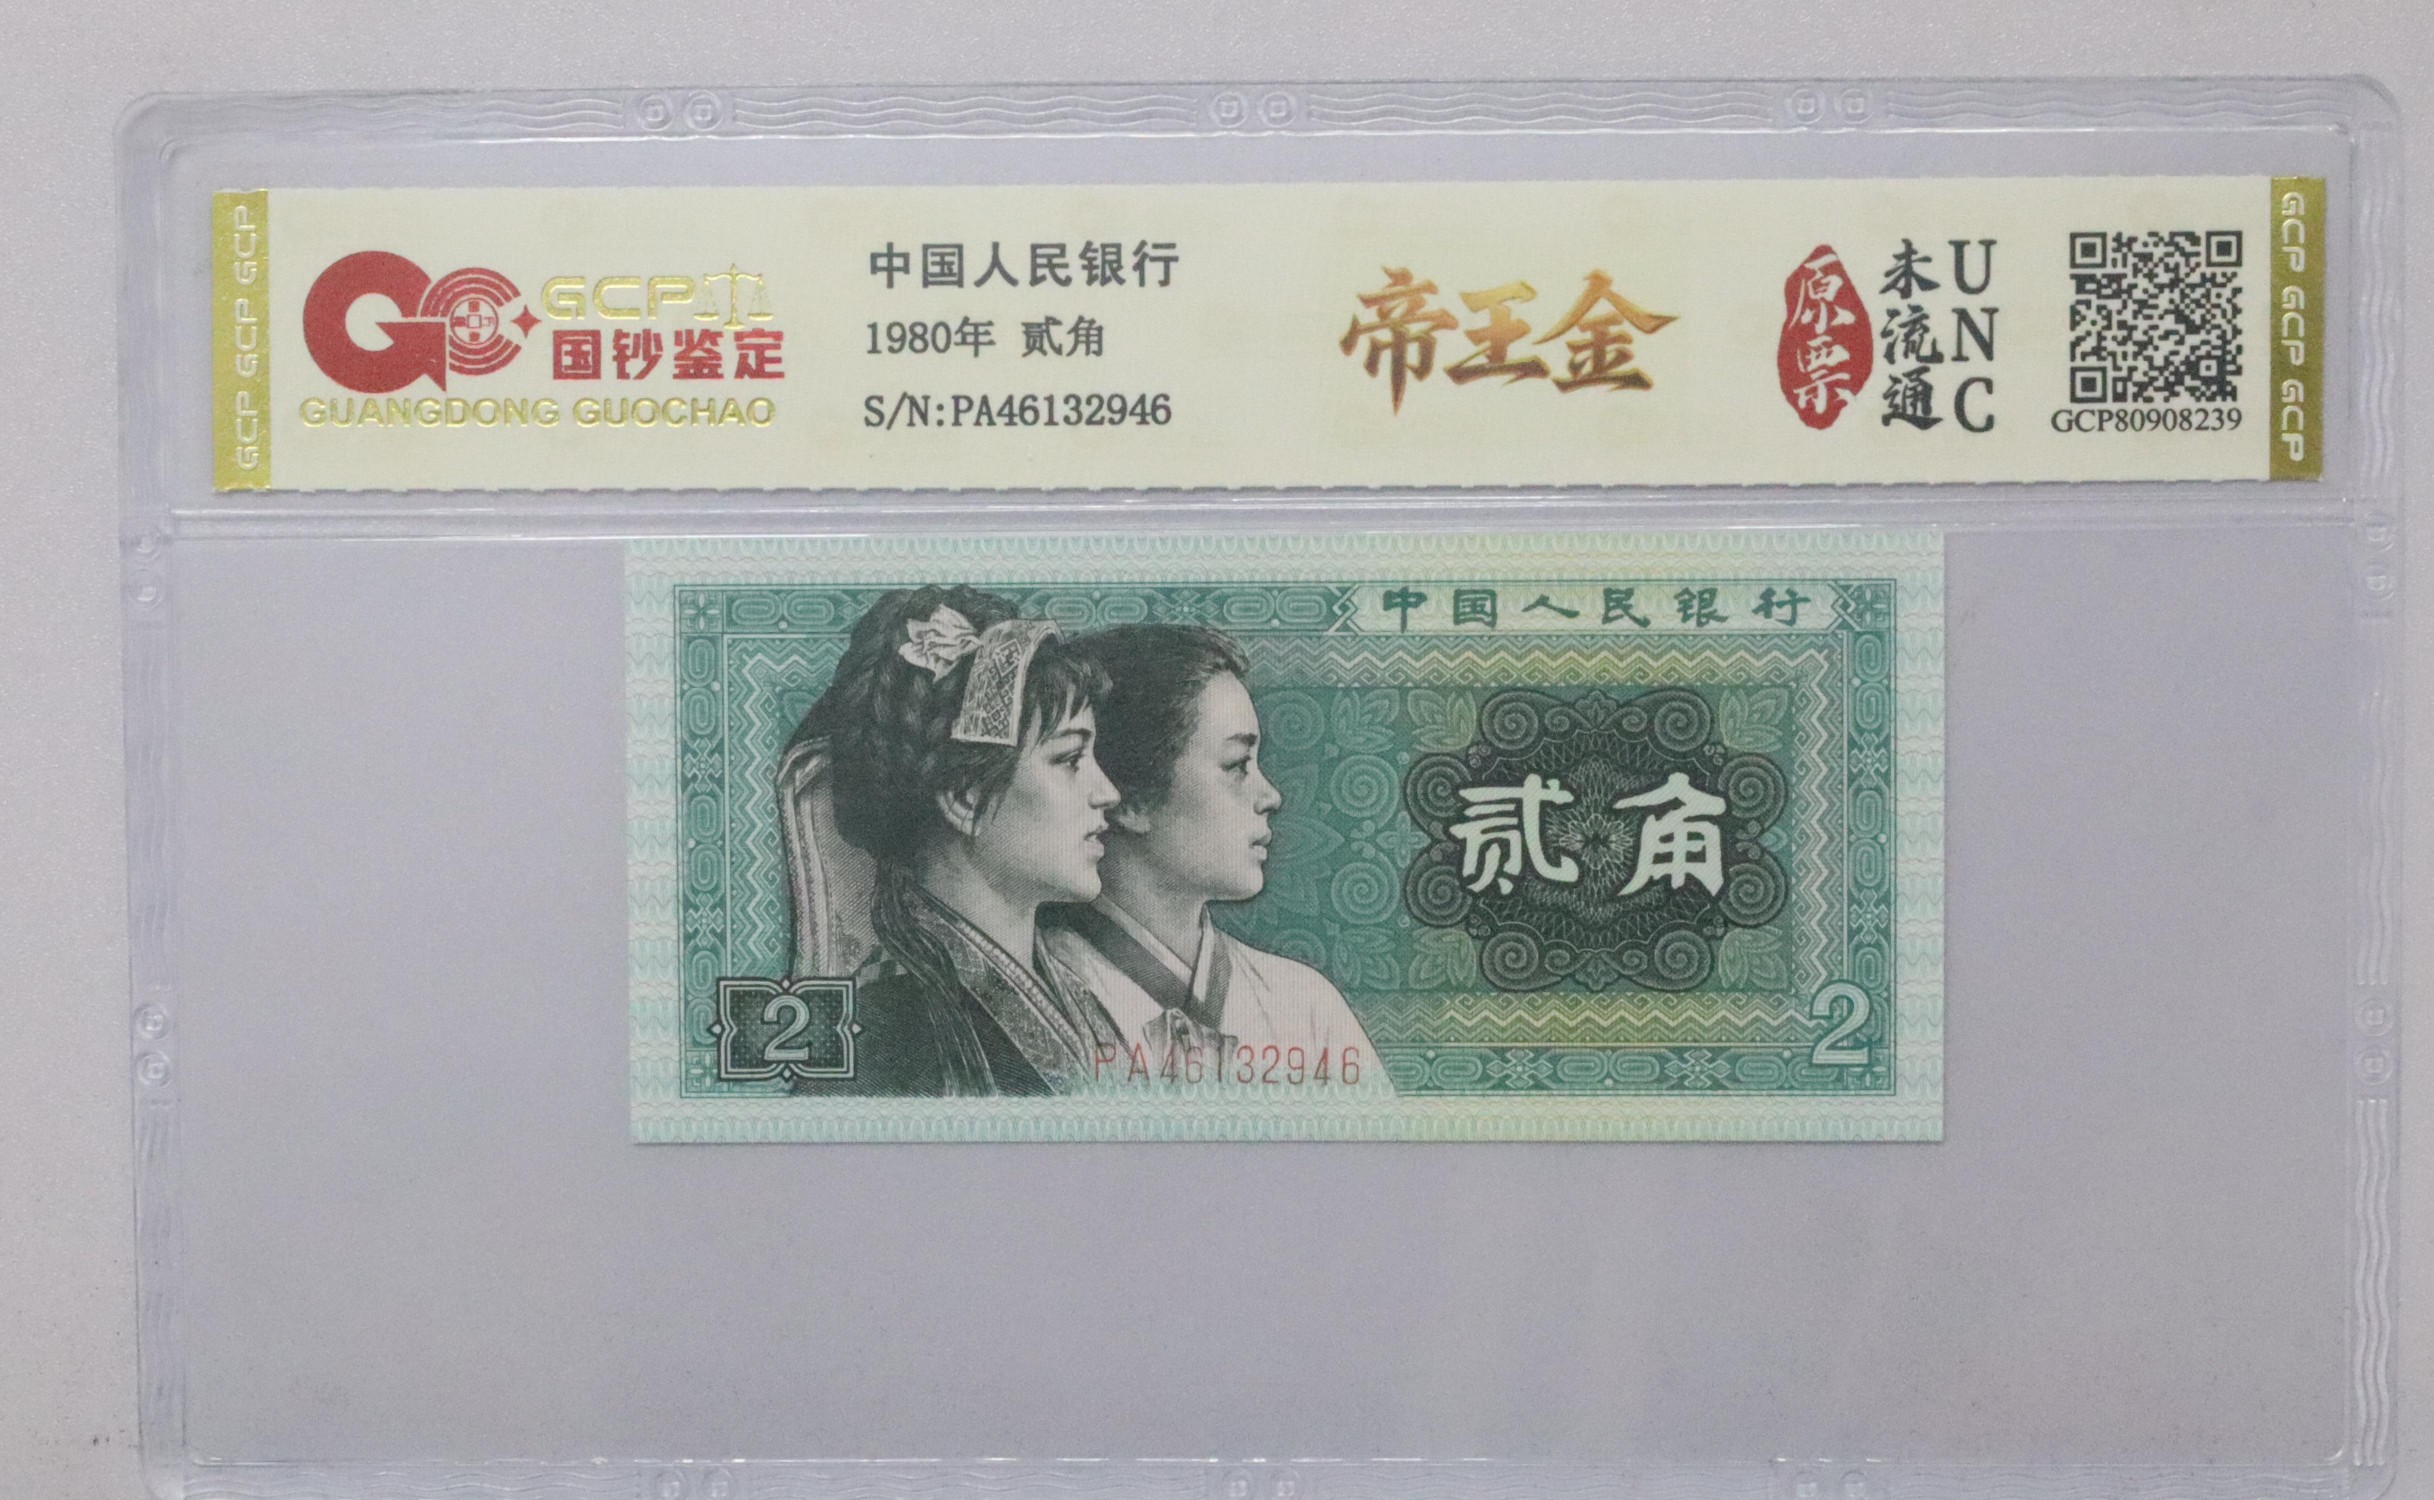 GCP GCP GCP
GCP
国钞鉴定
GUANGDONG GUOCHAO
中国人民银行
1980年 贰角
S/N:PA46132946
帝王金
原票
未流通
UNC
GCP80908239
GCP GCP GCP
中国人民银行
贰角
2
2
PA46132946